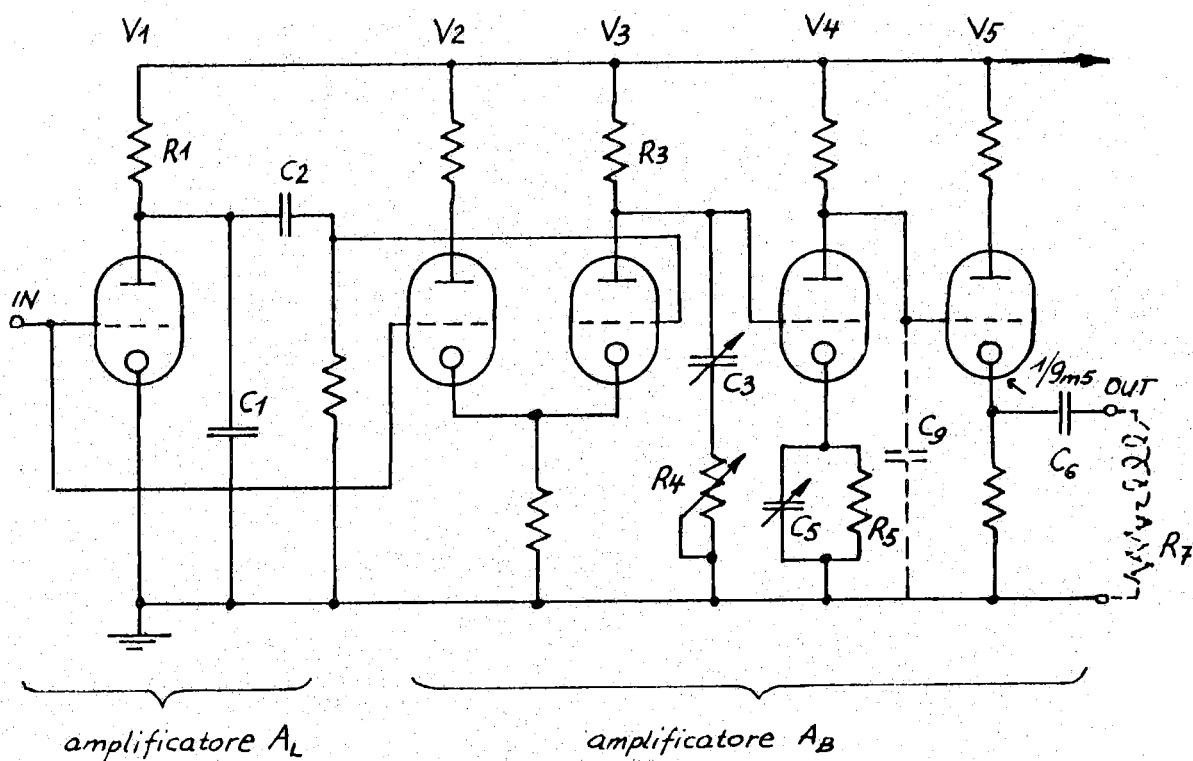 V1 V2 V3 V4 V5
R1 R3
C2
IN
C3
1/gm5
OUT
C1
C9
C6
R4
C5 R5
R7
amplificatore AL amplificatore AB